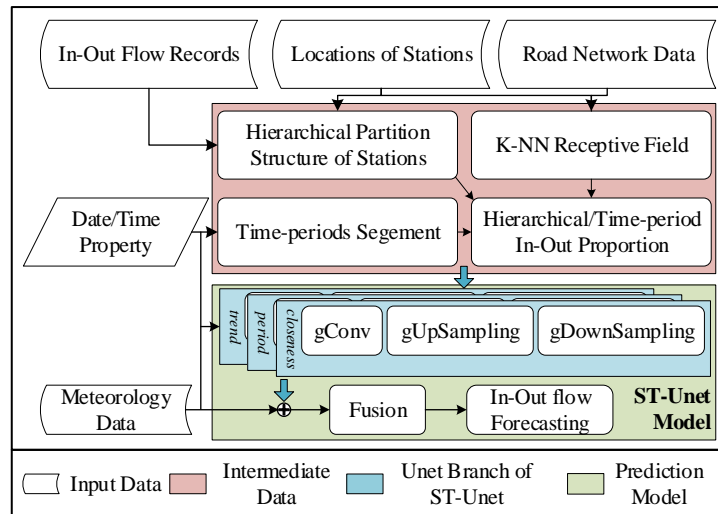 In-Out Flow Records
Locations of Stations
Road Network Data
Hierarchical Partition
Structure of Stations
K-NN Receptive Field
Date/Time
Property
Time-periods Segement
Hierarchical/Time-period
In-Out Proportion
trend
period
closeness
gConv
gUpSampling
gDownSampling
Meteorology
Data
Fusion
In-Out flow
Forecasting
ST-Unet
Model
Input Data
Intermediate
Data
Unet Branch of
ST-Unet
Prediction
Model